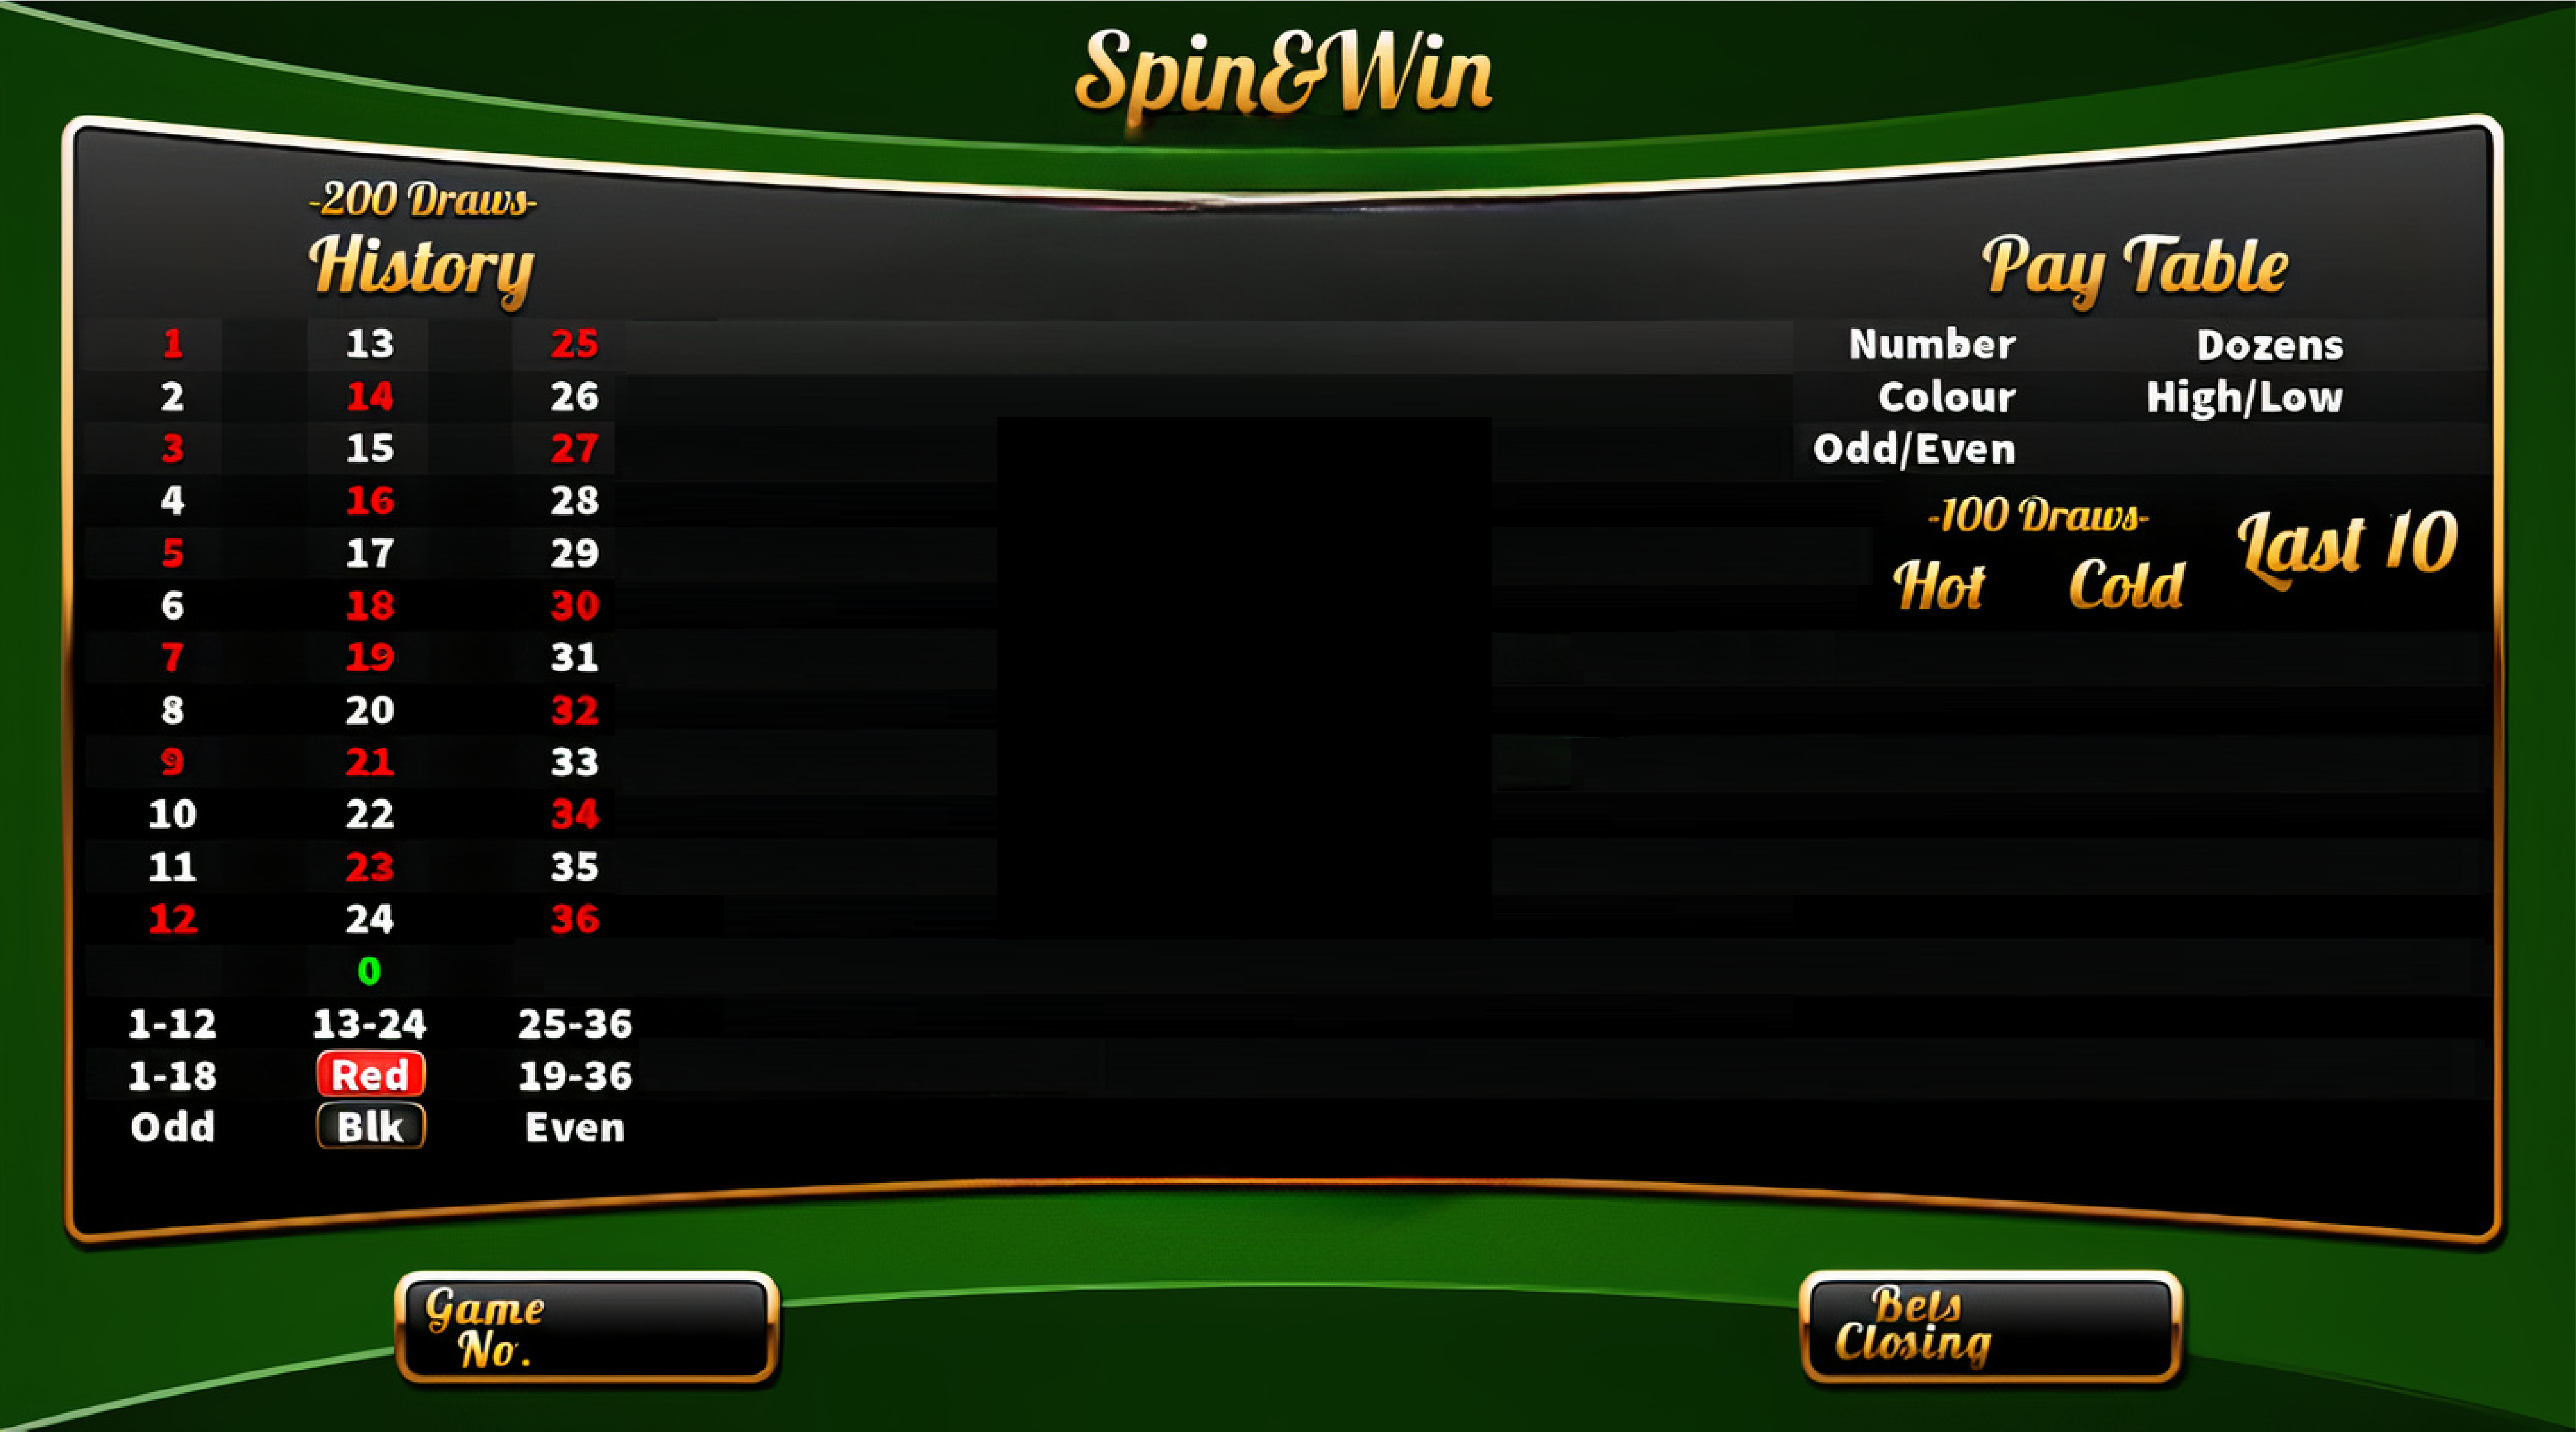 Spin&Win
-200 Draws-
History
1 13 25
2 14 26
3 15 27
4 16 28
5 17 29
6 18 30
7 19 31
8 20 32
9 21 33
10 22 34
11 23 35
12 24 36
0
1-12 13-24 25-36
1-18 Red 19-36
Odd Blk Even
Pay Table
Number Dozens
Colour High/Low
Odd/Even
-100 Draws-
Hot Cold
Last 10
Game
No.
Bets
Closing